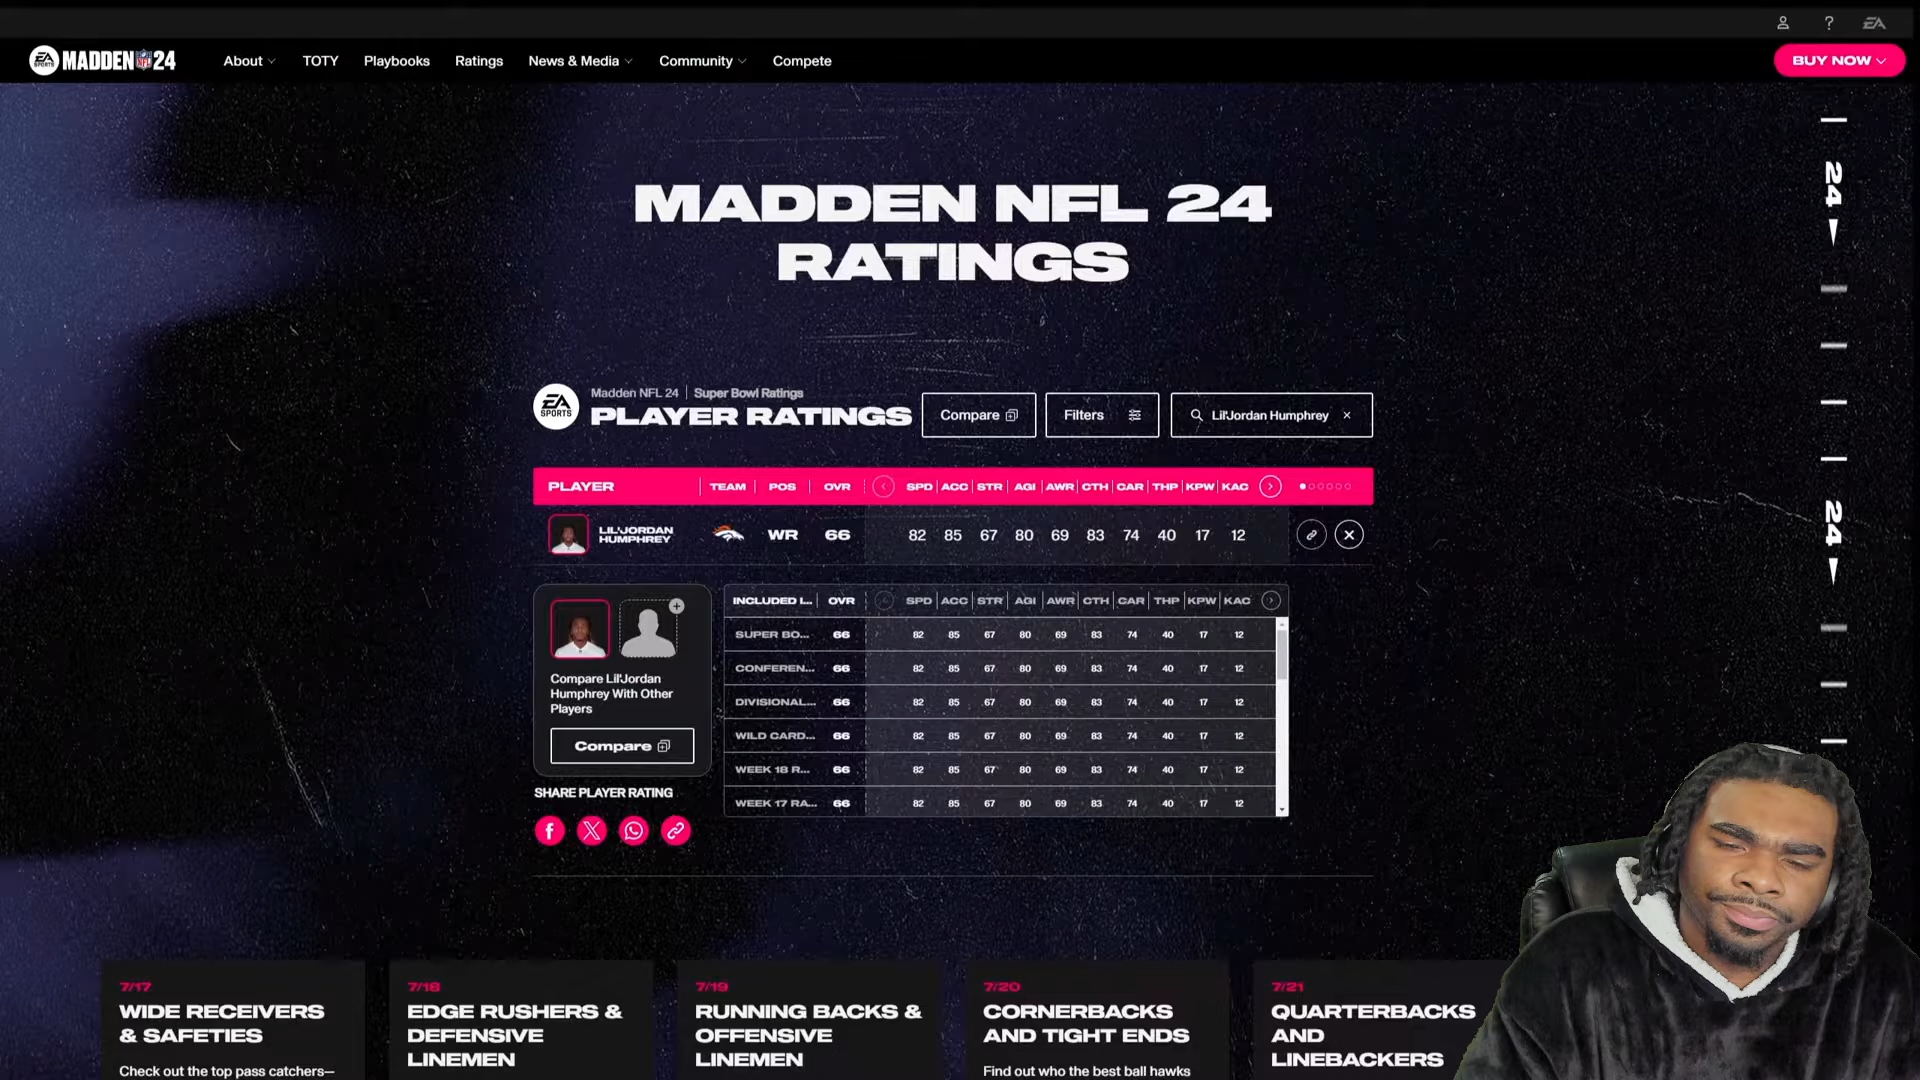 EA SPORTS MADDEN NFL 24 About TOTY Playbooks Ratings News & Media Community Compete BUY NOW
24
24
MADDEN NFL 24
RATINGS
EA SPORTS
Madden NFL 24 | Super Bowl Ratings
PLAYER RATINGS
Compare Filters Lil'Jordan Humphrey
PLAYER TEAM POS OVR SPD ACC STR AGI AWR CTH CAR THP KPW KAC
LIL'JORDAN
HUMPHREY
WR 66 82 85 67 80 69 83 74 40 17 12
Compare Lil'Jordan
Humphrey With Other
Players
Compare
SHARE PLAYER RATING
INCLUDED I... OVR SPD ACC STR AGI AWR CTH CAR THP KPW KAC
SUPER BO... 66 82 85 67 80 69 83 74 40 17 12
CONFEREN... 66 82 85 67 80 69 83 74 40 17 12
DIVISIONAL... 66 82 85 67 80 69 83 74 40 17 12
WILD CARD... 66 82 85 67 80 69 83 74 40 17 12
WEEK 18 R... 66 82 85 67 80 69 83 74 40 17 12
WEEK 17 RA... 66 82 85 67 80 69 83 74 40 17 12
7/17
WIDE RECEIVERS
& SAFETIES
Check out the top pass catchers—
7/18
EDGE RUSHERS &
DEFENSIVE
LINEMEN
7/19
RUNNING BACKS &
OFFENSIVE
LINEMEN
7/20
CORNERBACKS
AND TIGHT ENDS
Find out who the best ball hawks
7/21
QUARTERBACKS
AND
LINEBACKERS